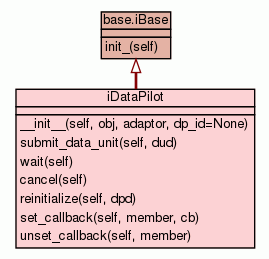 base.iBase
init_(self)
iDataPilot
__init__(self, obj, adaptor, dp_id=None)
submit_data_unit(self, dud)
wait(self)
cancel(self)
reinitialize(self, dpd)
set_callback(self, member, cb)
unset_callback(self, member)